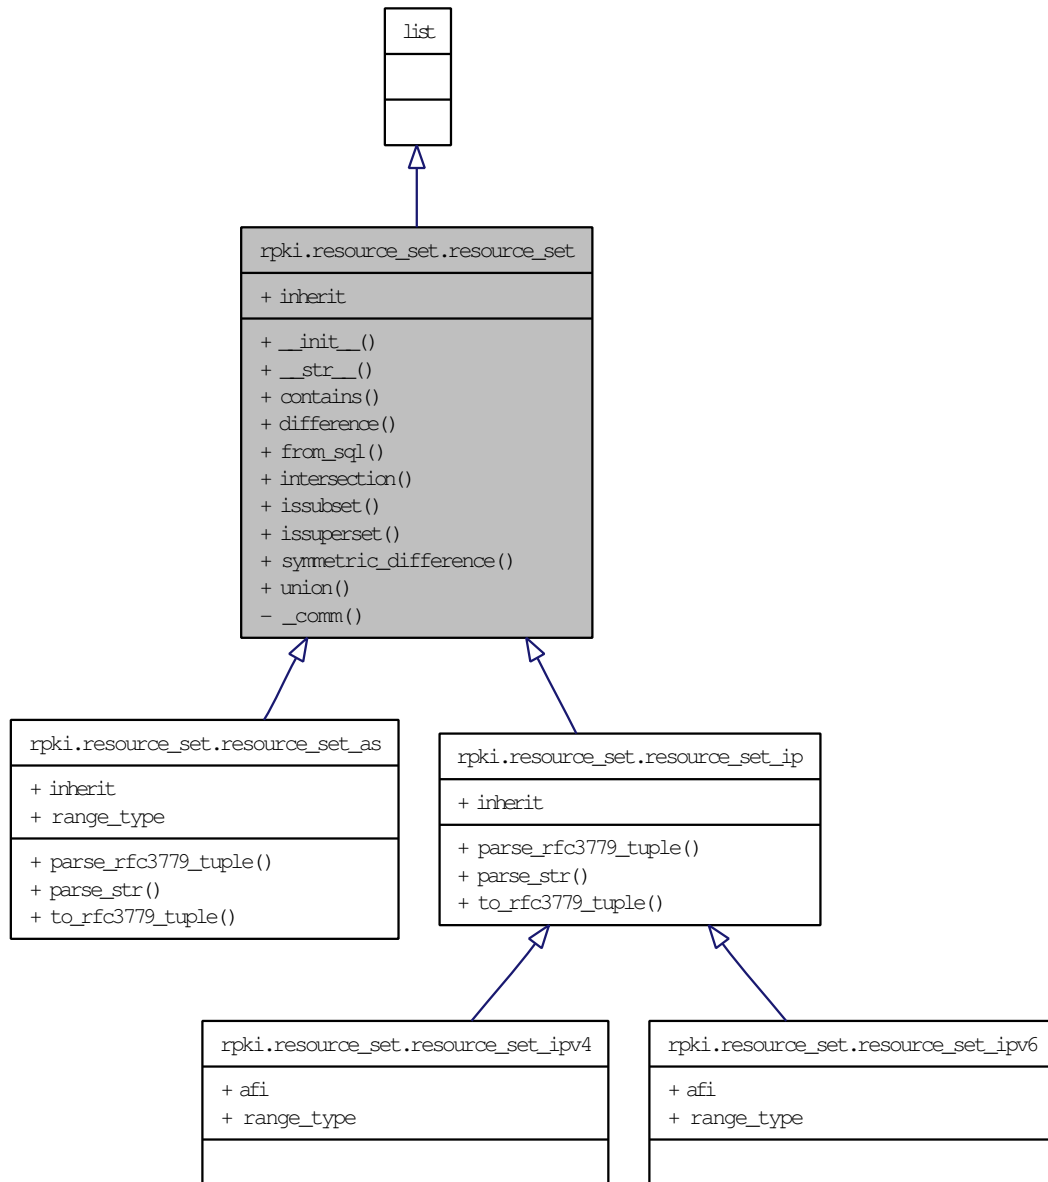 list
rpki.resource_set.resource_set
+ inherit
+ __init__()
+ __str__()
+ contains()
+ difference()
+ from_sql()
+ intersection()
+ issubset()
+ issuperset()
+ symmetric_difference()
+ union()
- _comm()
rpki.resource_set.resource_set_as
+ inherit
+ range_type
+ parse_rfc3779_tuple()
+ parse_str()
+ to_rfc3779_tuple()
rpki.resource_set.resource_set_ip
+ inherit
+ parse_rfc3779_tuple()
+ parse_str()
+ to_rfc3779_tuple()
rpki.resource_set.resource_set_ipv4
+ afi
+ range_type
rpki.resource_set.resource_set_ipv6
+ afi
+ range_type